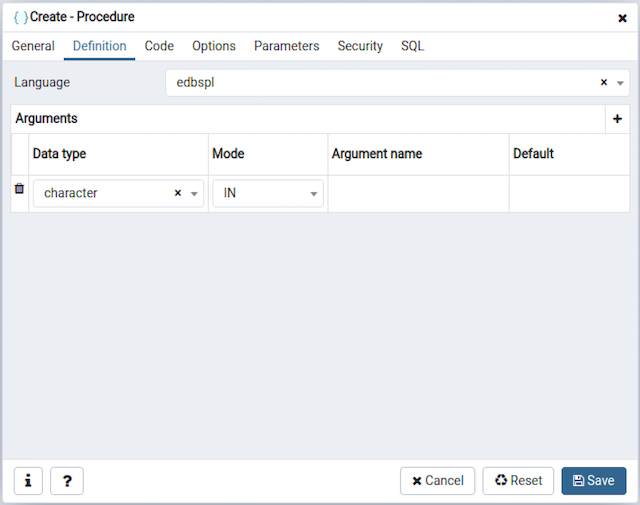 { } Create - Procedure
General Definition Code Options Parameters Security SQL
Language edbspl
Arguments
Data type Mode Argument name Default
character IN
i ? Cancel Reset Save